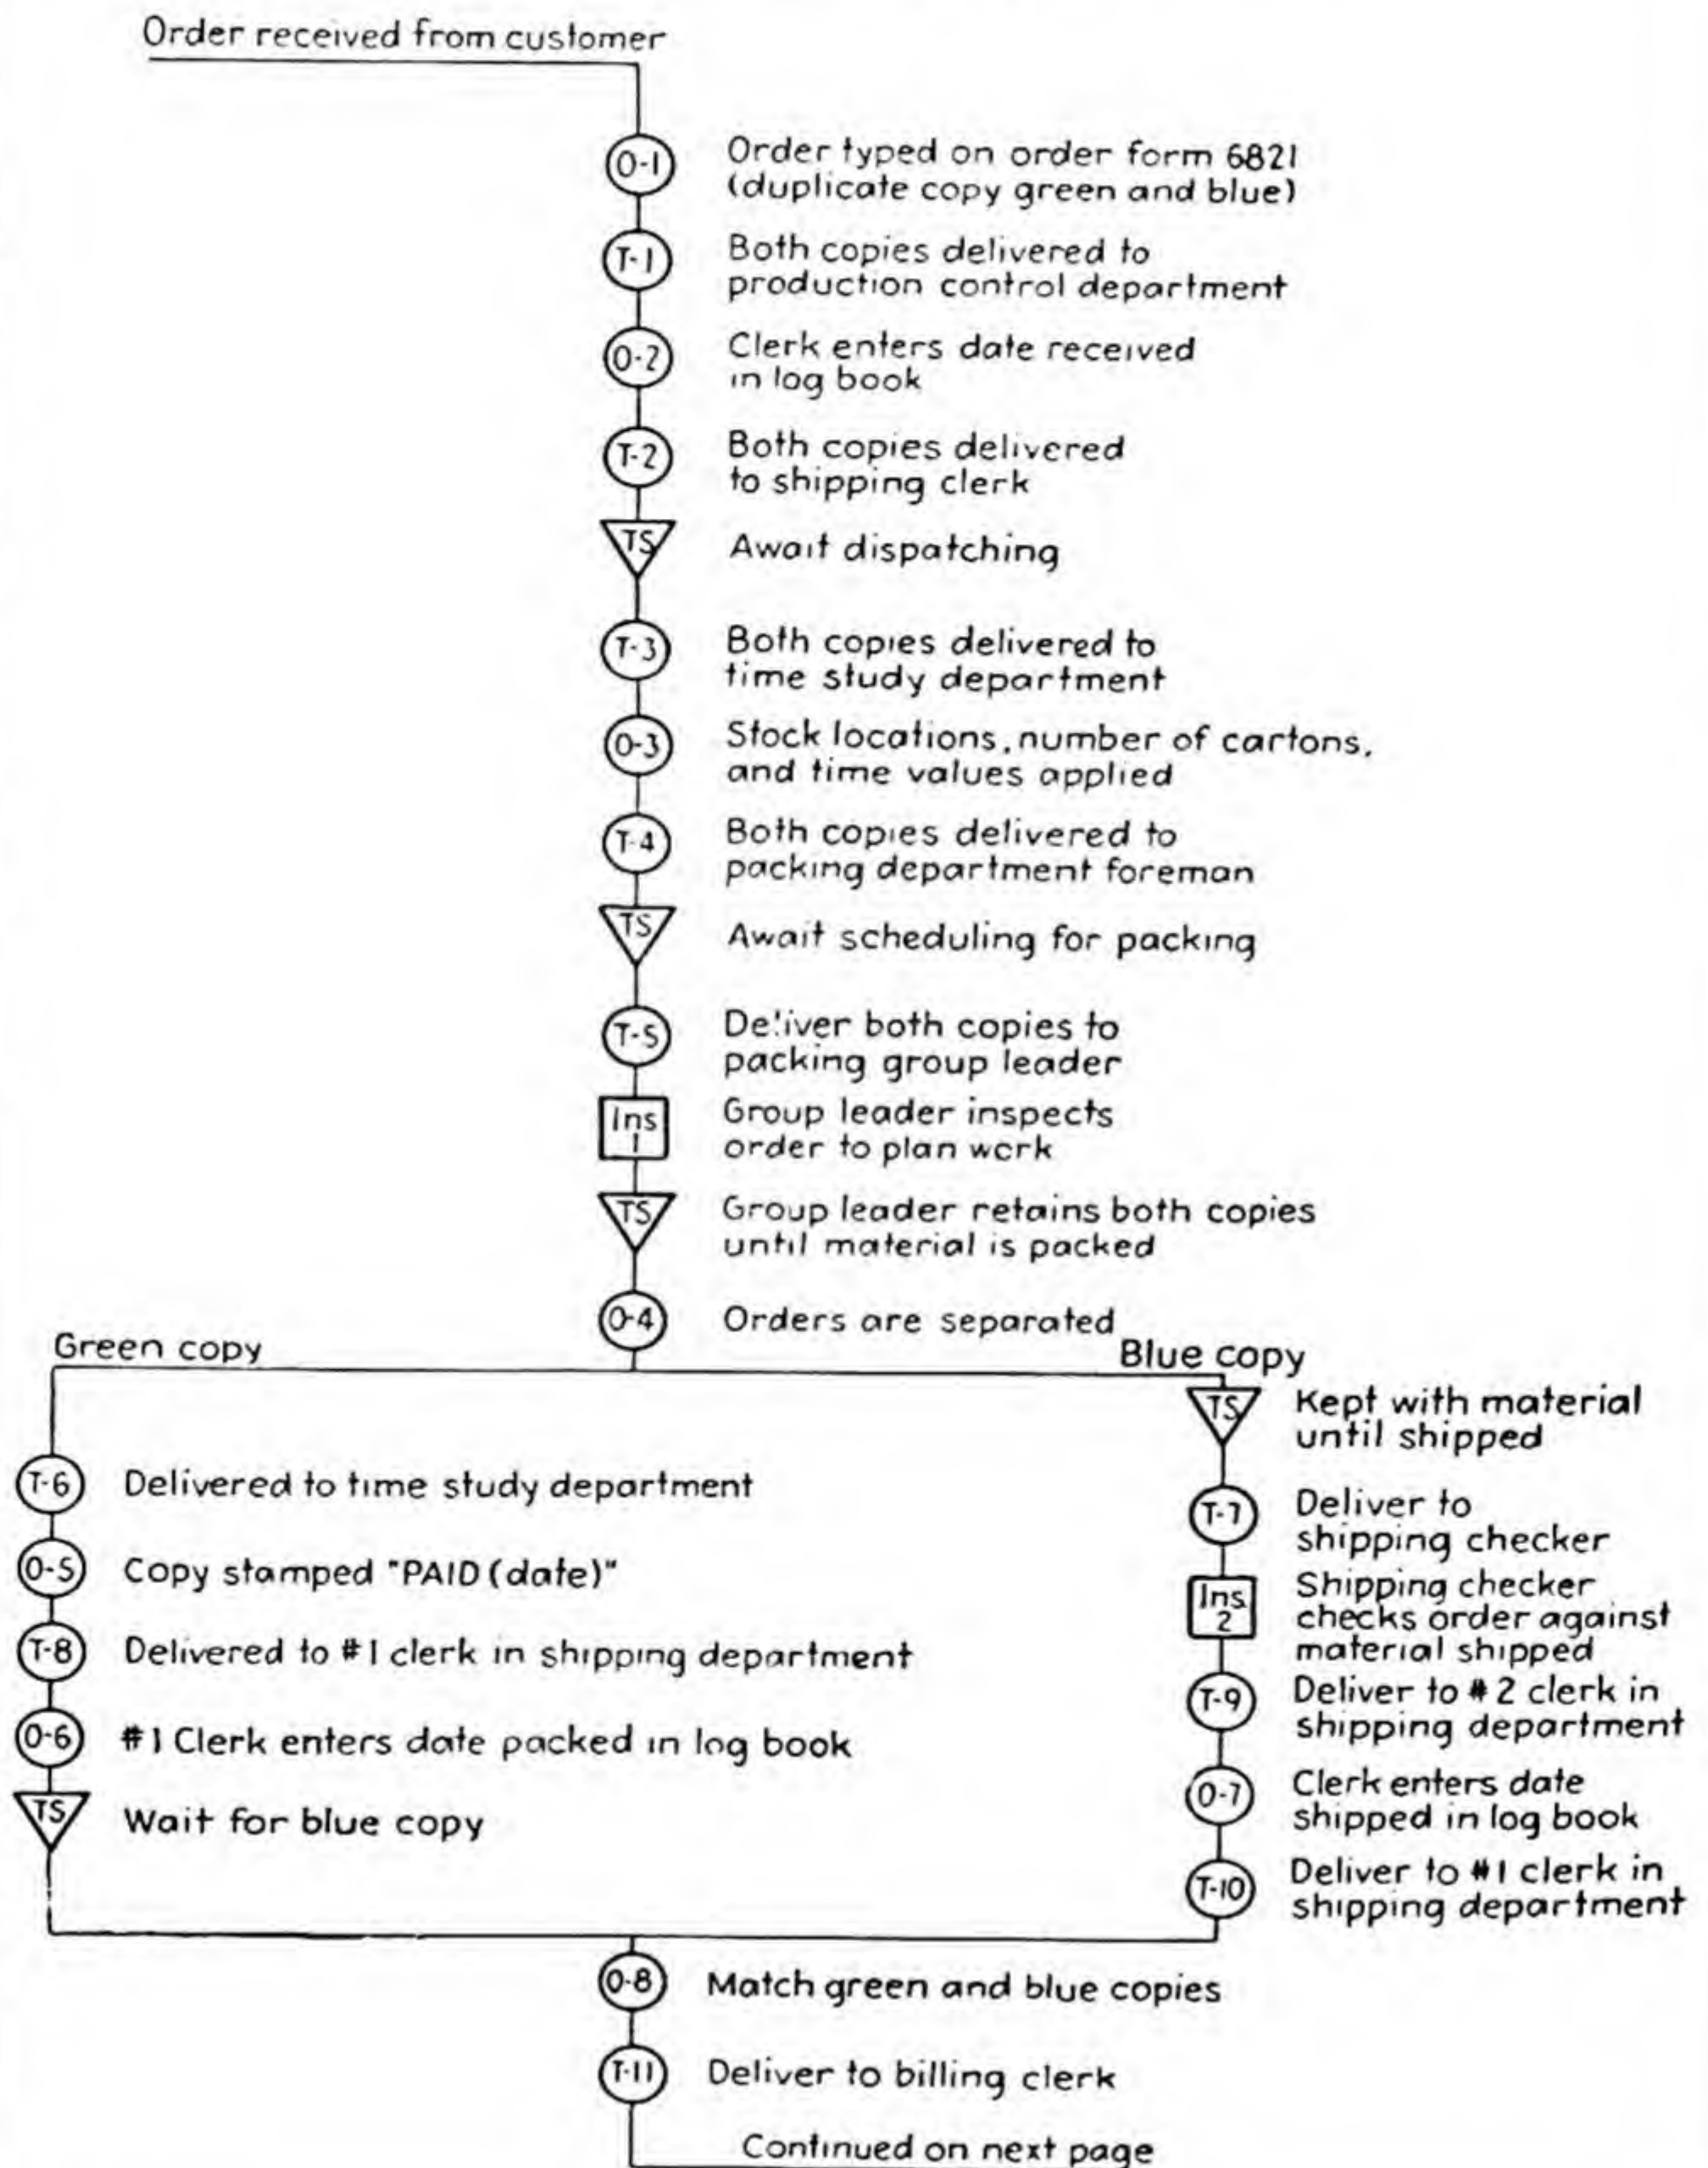 Order received from customer
O-1
Order typed on order form 6821
(duplicate copy green and blue)
T-1
Both copies delivered to
production control department
O-2
Clerk enters date received
in log book
T-2
Both copies delivered
to shipping clerk
TS
Await dispatching
T-3
Both copies delivered to
time study department
O-3
Stock locations, number of cartons,
and time values applied
T-4
Both copies delivered to
packing department foreman
TS
Await scheduling for packing
T-5
Deliver both copies to
packing group leader
Ins
1
Group leader inspects
order to plan work
TS
Group leader retains both copies
until material is packed
O-4
Orders are separated
Green copy
T-6
Delivered to time study department
O-5
Copy stamped "PAID (date)"
T-8
Delivered to #1 clerk in shipping department
O-6
#1 Clerk enters date packed in log book
TS
Wait for blue copy
Blue copy
TS
Kept with material
until shipped
T-7
Deliver to
shipping checker
Ins
2
Shipping checker
checks order against
material shipped
T-9
Deliver to #2 clerk in
shipping department
O-7
Clerk enters date
shipped in log book
T-10
Deliver to #1 clerk in
shipping department
O-8
Match green and blue copies
T-11
Deliver to billing clerk
Continued on next page